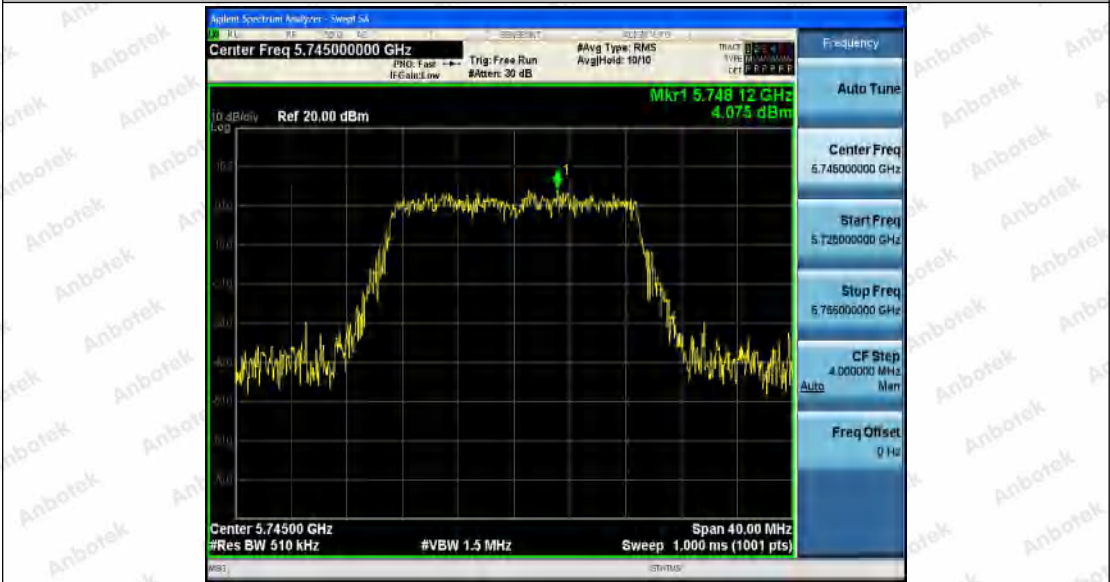 Agilent Spectrum Analyzer - Swept SA
Center Freq 5.745000000 GHz
PNO: Fast
IFGain:Low
Trig: Free Run
#Atten: 30 dB
#Avg Type: RMS
Avg|Hold: 10/10
TRACE
TYPE
DET P P P P P P
Mkr1 5.748 12 GHz
4.075 dBm
10 dB/div
Log
Ref 20.00 dBm
Center 5.74500 GHz
Span 40.00 MHz
#Res BW 510 kHz
#VBW 1.5 MHz
Sweep 1.000 ms (1001 pts)
MSG
STATUS
Frequency
Auto Tune
Center Freq
5.745000000 GHz
Start Freq
5.725000000 GHz
Stop Freq
5.765000000 GHz
CF Step
4.000000 MHz
Auto Man
Freq Offset
0 Hz
Anbotek